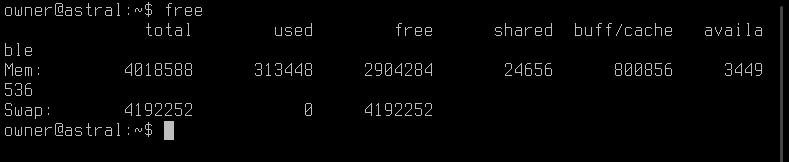 owner@astral:~$ free
total used free shared buff/cache availa
ble
Mem: 4018588 313448 2904284 24656 800856 3449
536
Swap: 4192252 0 4192252
owner@astral:~$